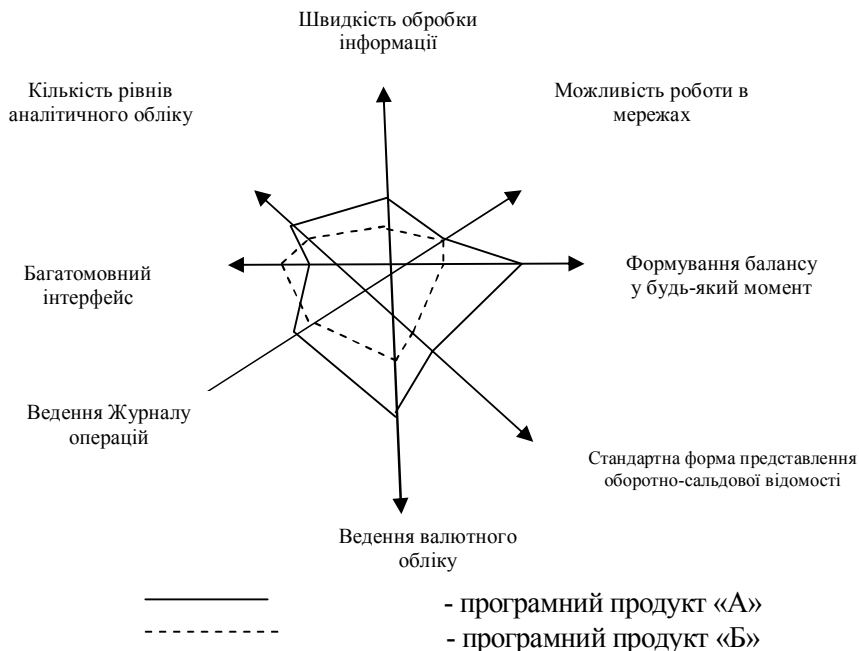 Швидкість обробки
інформації
Кількість рівнів
аналітичного обліку
Можливість роботи в
мережах
Багатомовний
інтерфейс
Формування балансу
у будь-який момент
Ведення Журналу
операцій
Стандартна форма представлення
оборотно-сальдової відомості
Ведення валютного
обліку
- програмний продукт «А»
- програмний продукт «Б»